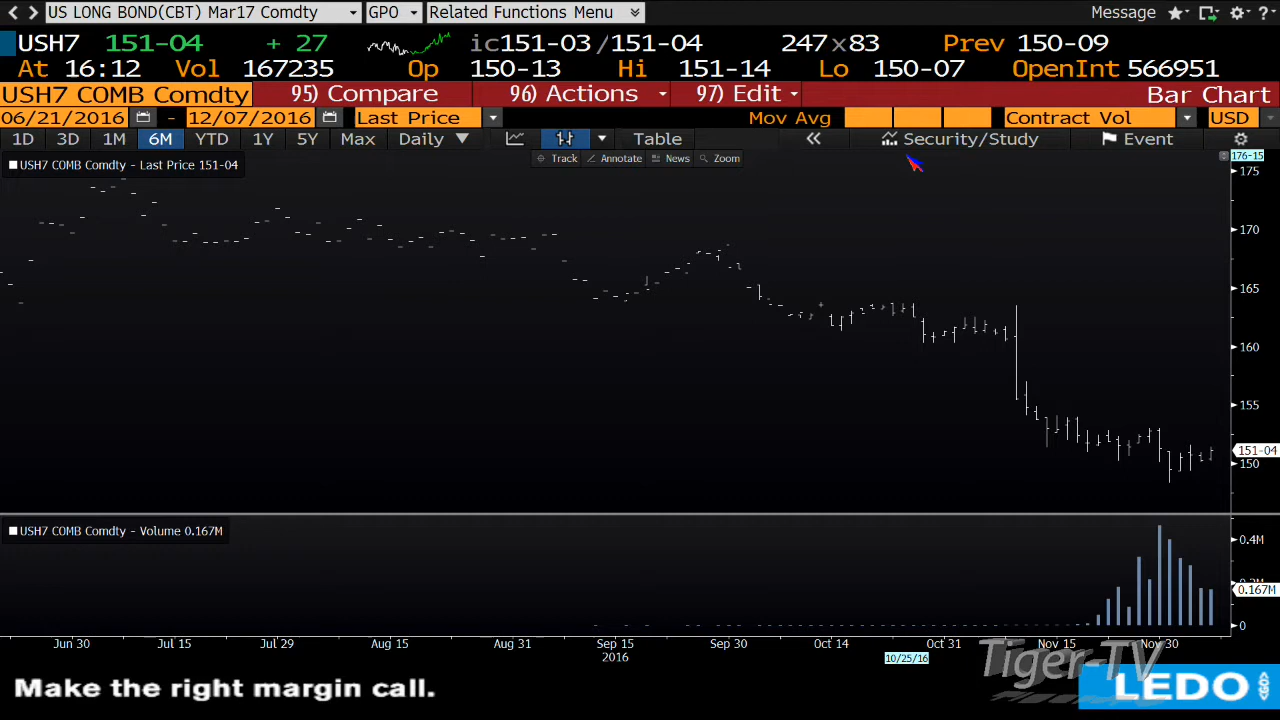 US LONG BOND(CBT) Mar17 Comdty GPO Related Functions Menu Message ?
USH7 151-04 + 27 ic151-03/151-04 247x83 Prev 150-09
At 16:12 Vol 167235 Op 150-13 Hi 151-14 Lo 150-07 OpenInt 566951
USH7 COMB Comdty 95) Compare 96) Actions 97) Edit Bar Chart
06/21/2016 - 12/07/2016 Last Price Mov Avg Contract Vol USD
1D 3D 1M 6M YTD 1Y 5Y Max Daily Table Security/Study Event
Track Annotate News Zoom
USH7 COMB Comdty - Last Price 151-04
176-15
175
170
165
160
155
151-04
150
USH7 COMB Comdty - Volume 0.167M
0.4M
0.167M
0
Jun 30 Jul 15 Jul 29 Aug 15 Aug 31 Sep 15 Sep 30 Oct 14 Oct 31 Nov 15 Nov 30
2016 10/25/16
Tiger-TV
Make the right margin call.
LEDO